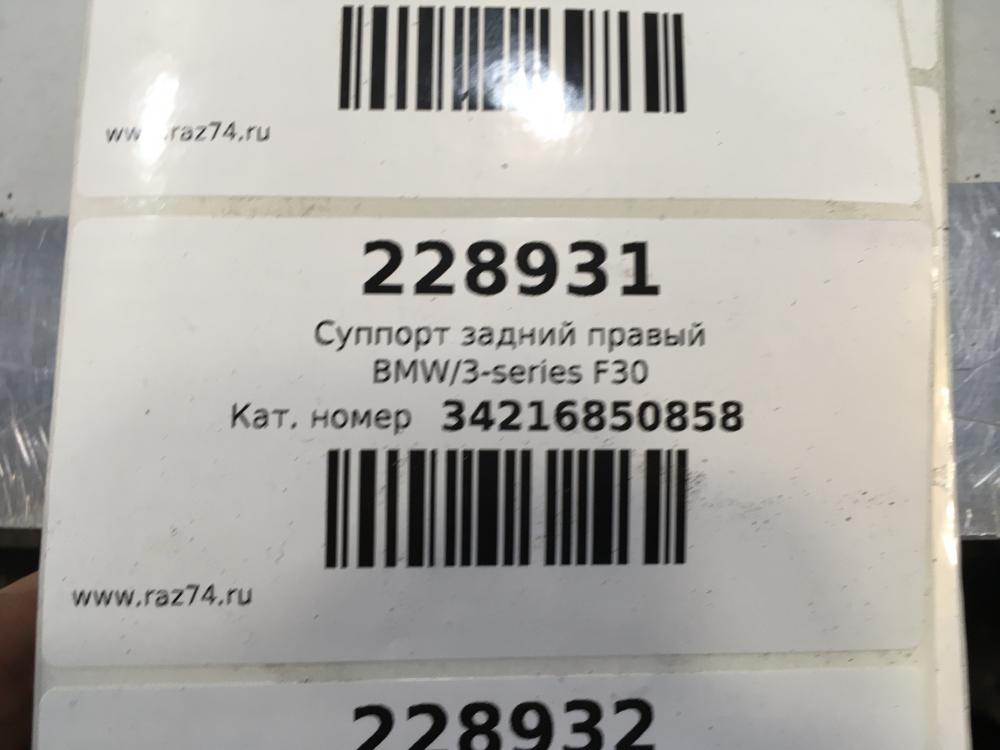 www.raz74.ru
228931
Суппорт задний правый
BMW/3-series F30
Кат. номер 34216850858
www.raz74.ru
228932